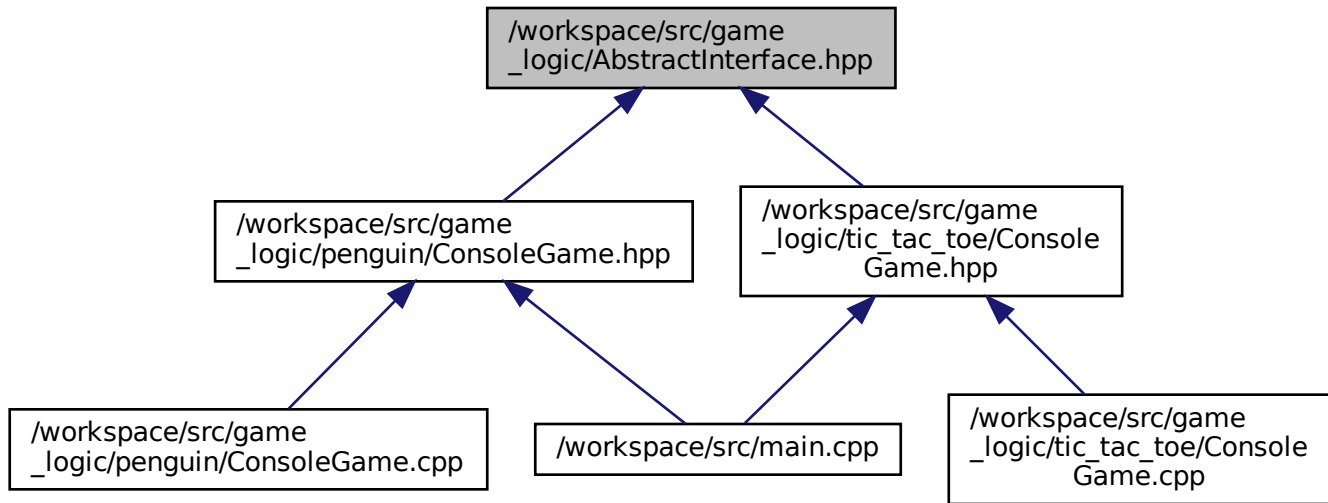 /workspace/src/game
_logic/AbstractInterface.hpp
/workspace/src/game
_logic/penguin/ConsoleGame.hpp
/workspace/src/game
_logic/tic_tac_toe/Console
Game.hpp
/workspace/src/game
_logic/penguin/ConsoleGame.cpp
/workspace/src/main.cpp
/workspace/src/game
_logic/tic_tac_toe/Console
Game.cpp